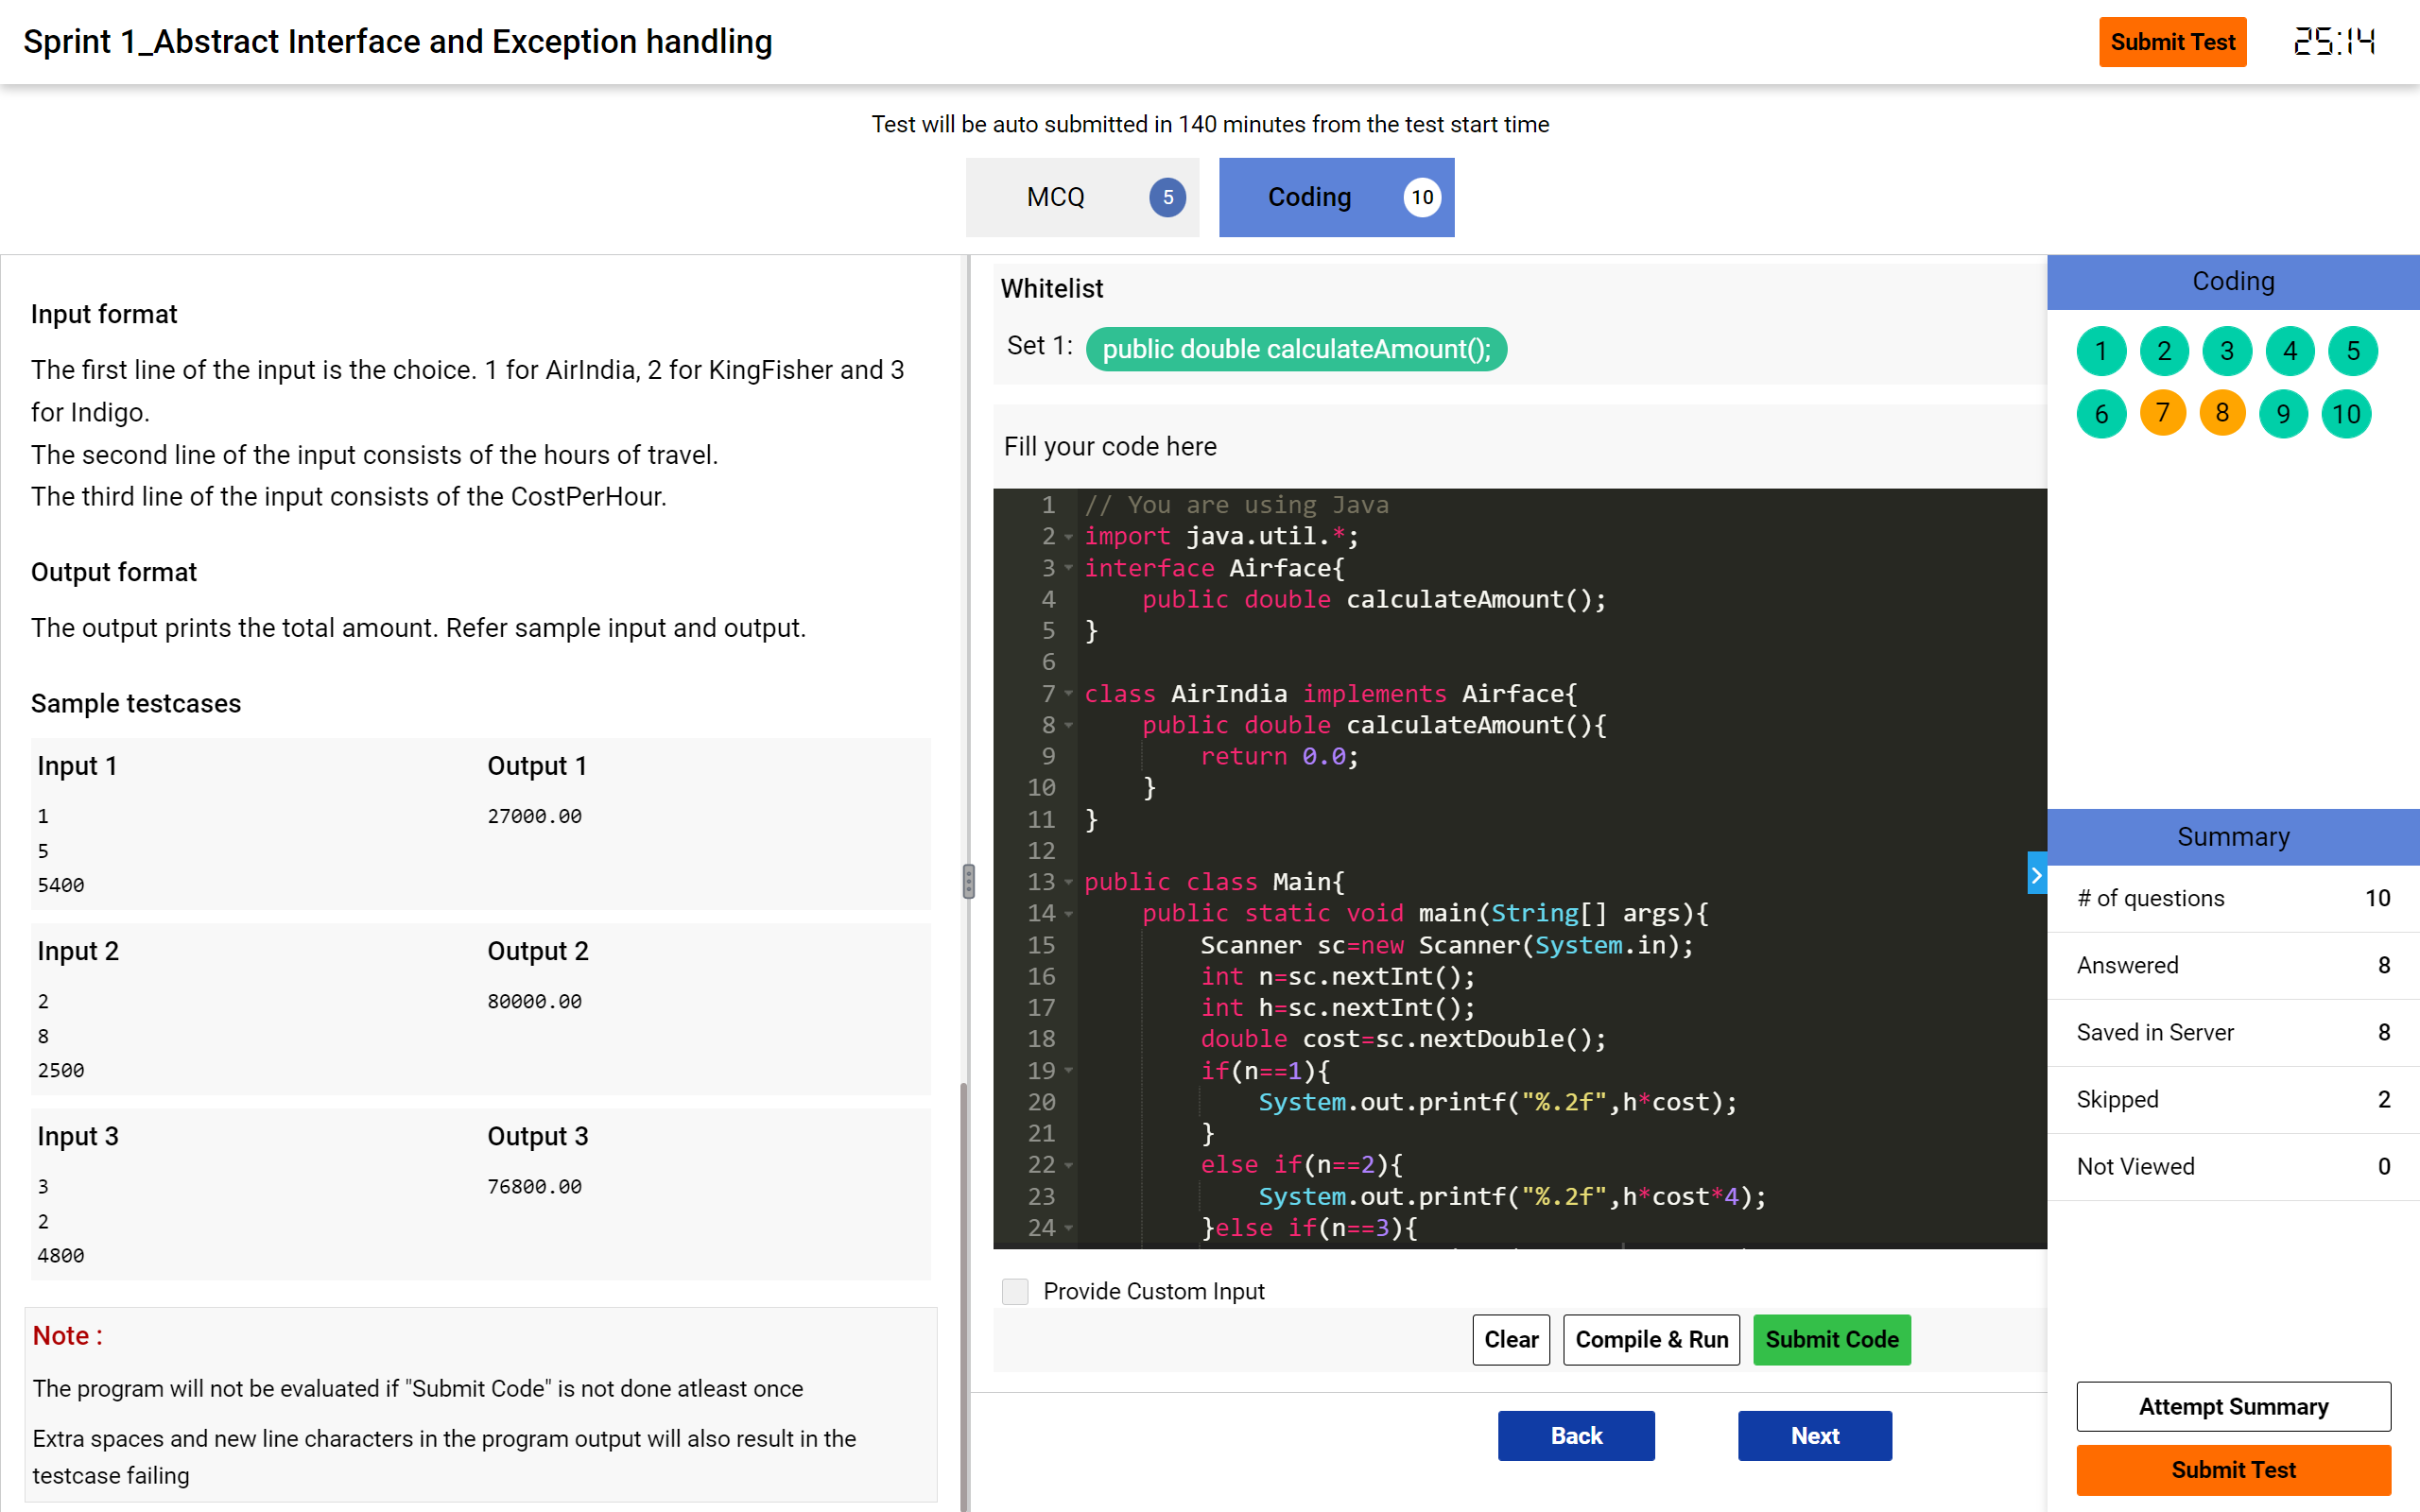 Sprint 1_Abstract Interface and Exception handling
Submit Test
25:14
Test will be auto submitted in 140 minutes from the test start time
MCQ 5
Coding 10
Input format
The first line of the input is the choice. 1 for AirIndia, 2 for KingFisher and 3
for Indigo.
The second line of the input consists of the hours of travel.
The third line of the input consists of the CostPerHour.
Output format
The output prints the total amount. Refer sample input and output.
Sample testcases
Input 1 Output 1
1 27000.00
5
5400
Input 2 Output 2
2 80000.00
8
2500
Input 3 Output 3
3 76800.00
2
4800
Note :
The program will not be evaluated if "Submit Code" is not done atleast once
Extra spaces and new line characters in the program output will also result in the
testcase failing
Whitelist
Set 1: public double calculateAmount();
Fill your code here
1 // You are using Java
2 import java.util.*;
3 interface Airface{
4 public double calculateAmount();
5 }
6
7 class AirIndia implements Airface{
8 public double calculateAmount(){
9 return 0.0;
10 }
11 }
12
13 public class Main{
14 public static void main(String[] args){
15 Scanner sc=new Scanner(System.in);
16 int n=sc.nextInt();
17 int h=sc.nextInt();
18 double cost=sc.nextDouble();
19 if(n==1){
20 System.out.printf("%.2f",h*cost);
21 }
22 else if(n==2){
23 System.out.printf("%.2f",h*cost*4);
24 }else if(n==3){
Provide Custom Input
Clear
Compile & Run
Submit Code
Back
Next
Coding
1 2 3 4 5
6 7 8 9 10
Summary
# of questions 10
Answered 8
Saved in Server 8
Skipped 2
Not Viewed 0
Attempt Summary
Submit Test